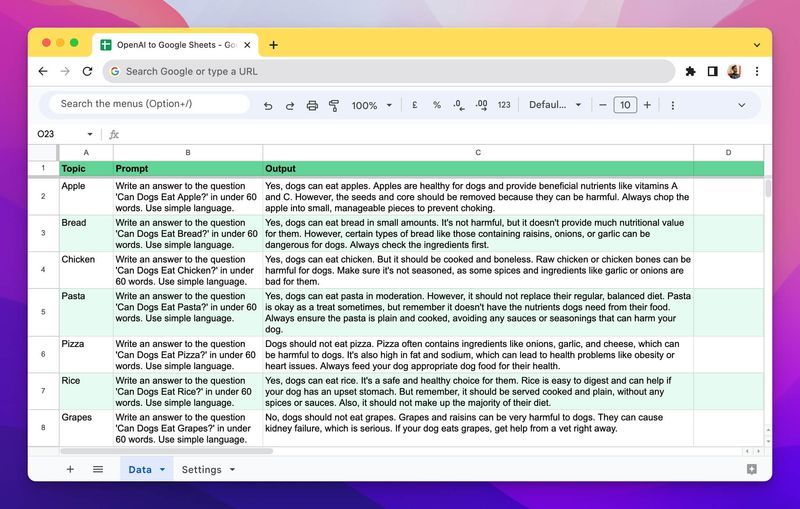 OpenAI to Google Sheets - Go
Search Google or type a URL
Search the menus (Option+/)
100%
£
%
.0
.00
123
Defaul...
10
O23
fx
A
B
C
D
1
Topic
Prompt
Output
2
Apple
Write an answer to the question
'Can Dogs Eat Apple?' in under 60
words. Use simple language.
Yes, dogs can eat apples. Apples are healthy for dogs and provide beneficial nutrients like vitamins A
and C. However, the seeds and core should be removed because they can be harmful. Always chop the
apple into small, manageable pieces to prevent choking.
3
Bread
Write an answer to the question
'Can Dogs Eat Bread?' in under 60
words. Use simple language.
Yes, dogs can eat bread in small amounts. It's not harmful, but it doesn't provide much nutritional value
for them. However, certain types of bread like those containing raisins, onions, or garlic can be
dangerous for dogs. Always check the ingredients first.
4
Chicken
Write an answer to the question
'Can Dogs Eat Chicken?' in under
60 words. Use simple language.
Yes, dogs can eat chicken. But it should be cooked and boneless. Raw chicken or chicken bones can be
harmful for dogs. Make sure it's not seasoned, as some spices and ingredients like garlic or onions are
bad for them.
5
Pasta
Write an answer to the question
'Can Dogs Eat Pasta?' in under 60
words. Use simple language.
Yes, dogs can eat pasta in moderation. However, it should not replace their regular, balanced diet. Pasta
is okay as a treat sometimes, but remember it doesn't have the nutrients dogs need from their food.
Always ensure the pasta is plain and cooked, avoiding any sauces or seasonings that can harm your
dog.
6
Pizza
Write an answer to the question
'Can Dogs Eat Pizza?' in under 60
words. Use simple language.
Dogs should not eat pizza. Pizza often contains ingredients like onions, garlic, and cheese, which can
be harmful to dogs. It's also high in fat and sodium, which can lead to health problems like obesity or
heart issues. Always feed your dog appropriate dog food for their health.
7
Rice
Write an answer to the question
'Can Dogs Eat Rice?' in under 60
words. Use simple language.
Yes, dogs can eat rice. It's a safe and healthy choice for them. Rice is easy to digest and can help if
your dog has an upset stomach. But remember, it should be served cooked and plain, without any
spices or sauces. Also, it should not make up the majority of their diet.
8
Grapes
Write an answer to the question
'Can Dogs Eat Grapes?' in under
60 words. Use simple language.
No, dogs should not eat grapes. Grapes and raisins can be very harmful to dogs. They can cause
kidney failure, which is serious. If your dog eats grapes, get help from a vet right away.
Data
Settings